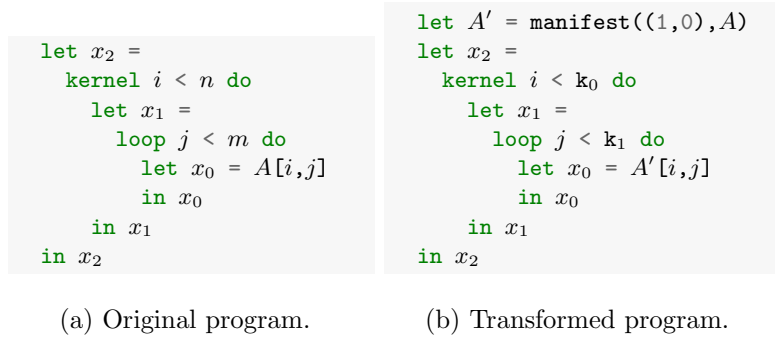 let x₂ =
kernel i < n do
let x₁ =
loop j < m do
let x₀ = A[i,j]
in x₀
in x₁
in x₂
(a) Original program.
let A′ = manifest((1,0),A)
let x₂ =
kernel i < k₀ do
let x₁ =
loop j < k₁ do
let x₀ = A′[i,j]
in x₀
in x₁
in x₂
(b) Transformed program.